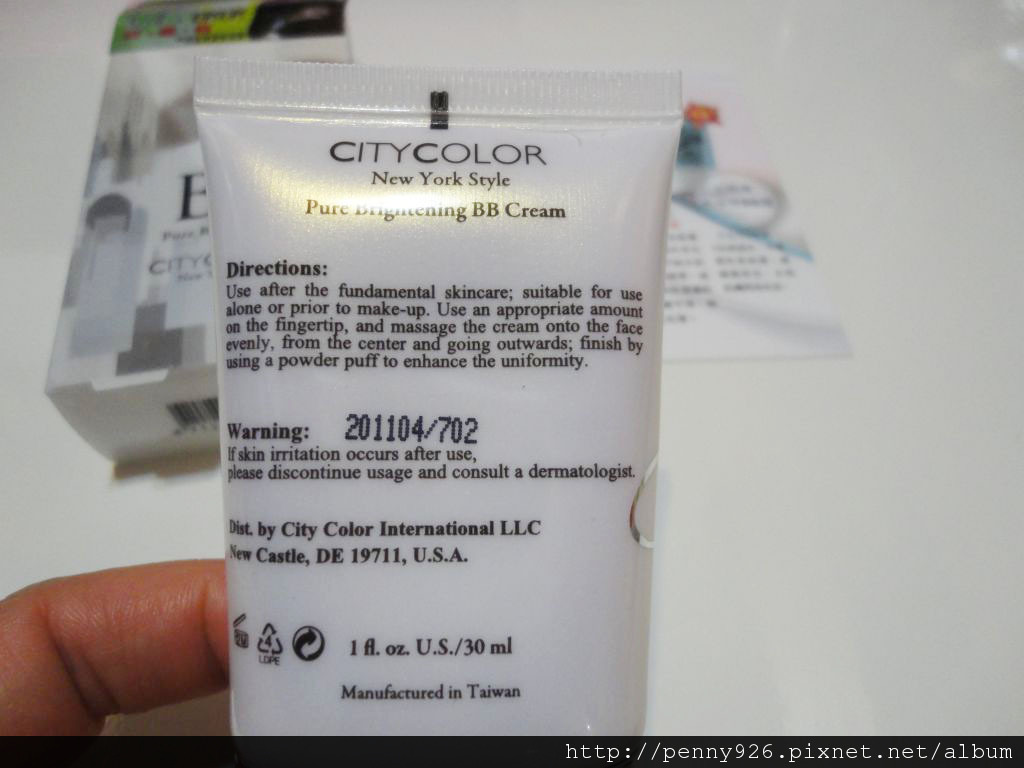 CITYCOLOR
New York Style
Pure Brightening BB Cream
Directions:
Use after the fundamental skincare; suitable for use
alone or prior to make-up. Use an appropriate amount
on the fingertip, and massage the cream onto the face
evenly, from the center and going outwards; finish by
using a powder puff to enhance the uniformity.
Warning: 201104/702
If skin irritation occurs after use,
please discontinue usage and consult a dermatologist.
Dist. by City Color International LLC
New Castle, DE 19711, U.S.A.
4
LDPE
1 fl. oz. U.S./30 ml
Manufactured in Taiwan
http://penny926.pixnet.net/album